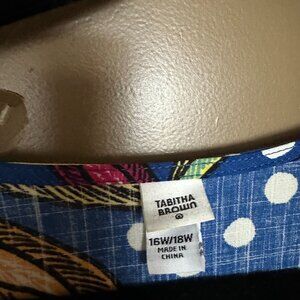 TABITHA
BROWN
®
16W/18W
MADE IN
CHINA